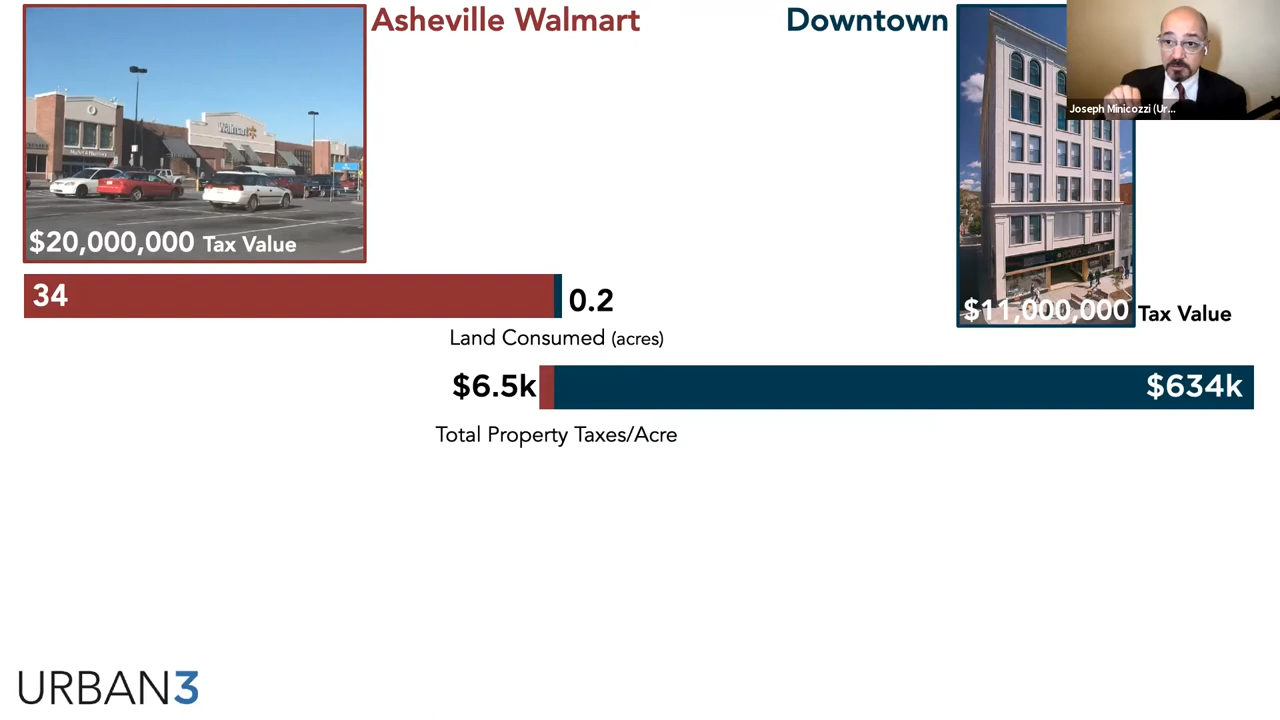 Asheville Walmart
Downtown
Joseph Minicozzi (Ur...
Walmart
$20,000,000 Tax Value
$11,000,000 Tax Value
34
0.2
Land Consumed (acres)
$6.5k
$634k
Total Property Taxes/Acre
URBAN3